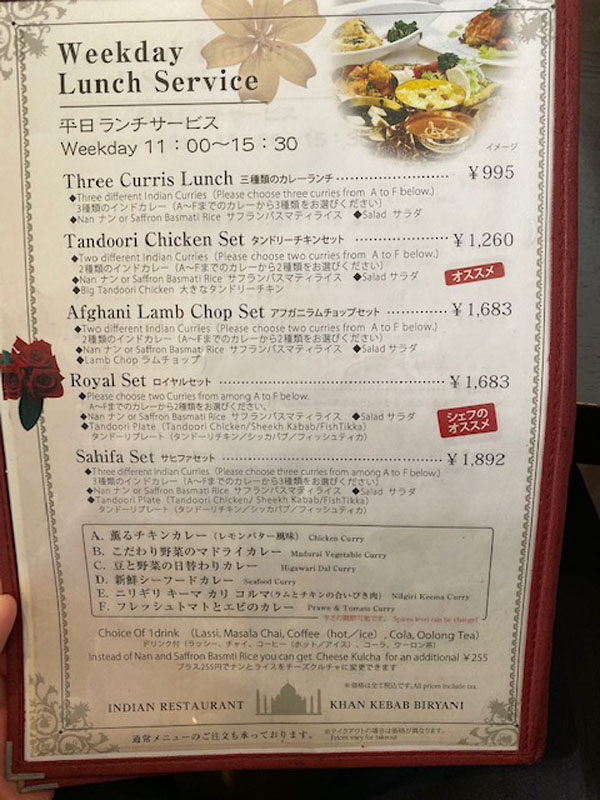 Weekday
Lunch Service
平日ランチサービス
Weekday 11：00〜15：30
イメージ
Three Curris Lunch 三種類のカレーランチ ¥995
◆Three different Indian Curries (Please choose three curries from A to F below.)
3種類のインドカレー（A〜Fまでのカレーから3種類をお選びください）
◆Nan ナン or Saffron Basmati Rice サフランバスマティライス ◆Salad サラダ
Tandoori Chicken Set タンドリーチキンセット ¥1,260
◆Two different Indian Curries (Please choose two curries from A to F below.)
2種類のインドカレー（A〜Fまでのカレーから2種類をお選びください）
◆Nan ナン or Saffron Basmati Rice サフランバスマティライス ◆Salad サラダ
◆Big Tandoori Chicken 大きなタンドリーチキン
オススメ
Afghani Lamb Chop Set アフガニラムチョップセット ¥1,683
◆Two different Indian Curries (Please choose two curries from A to F below.)
2種類のインドカレー（A〜Fまでのカレーから2種類をお選びください）
◆Nan ナン or Saffron Basmati Rice サフランバスマティライス ◆Salad サラダ
◆Lamb Chop ラムチョップ
Royal Set ロイヤルセット ¥1,683
◆Please choose two Curries from among A to F below.
A〜Fまでのカレーから2種類をお選びください。
◆Nan ナン or Saffron Basmati Rice サフランバスマティライス ◆Salad サラダ
◆Tandoori Plate (Tandoori Chicken/Sheekh Kabab/FishTikka)
タンドーリプレート（タンドーリチキン／シッカバブ／フィッシュティカ）
シェフの
オススメ
Sahifa Set サヒファセット ¥1,892
◆Three different Indian Curries (Please choose three curries from among A to F below)
3種類のインドカレー（A〜Fまでのカレーから3種類をお選びください）
◆Nan ナン or Saffron Basmati Rice サフランバスマティライス ◆Salad サラダ
◆Tandoori Plate (Tandoori Chicken/ Sheekh Kabab/FishTikka)
タンドーリプレート（タンドーリチキン／シッカバブ／フィッシュティカ）
A. 薫るチキンカレー（レモンバター風味） Chicken Curry
B. こだわり野菜のマドライカレー Madurai Vegetable Curry
C. 豆と野菜の日替わりカレー Higawari Dal Curry
D. 新鮮シーフードカレー Seafood Curry
E. ニリギリ キーマ カリ コルマ(ラムとチキンの合いびき肉) Nilgiri Keema Curry
F. フレッシュトマトとエビのカレー Prawn & Tomato Curry
辛さの調節可能です。 Spices level can be change!
Choice Of 1drink (Lassi, Masala Chai, Coffee (hot／ice) , Cola, Oolong Tea)
ドリンク付（ラッシー、チャイ、コーヒー（ホット／アイス）、コーラ、ウーロン茶）
Instead of Nan and Saffron Basmti Rice you can get Cheese Kulcha for an additional ¥255
プラス255円でナンとライスをチーズクルチャに変更できます
※価格は全て税込です。All prices include tax
INDIAN RESTAURANT KHAN KEBAB BIRYANI
通常メニューのご注文も承っております。
※テイクアウトの場合は価格が異なります。
Prices vary for takeout